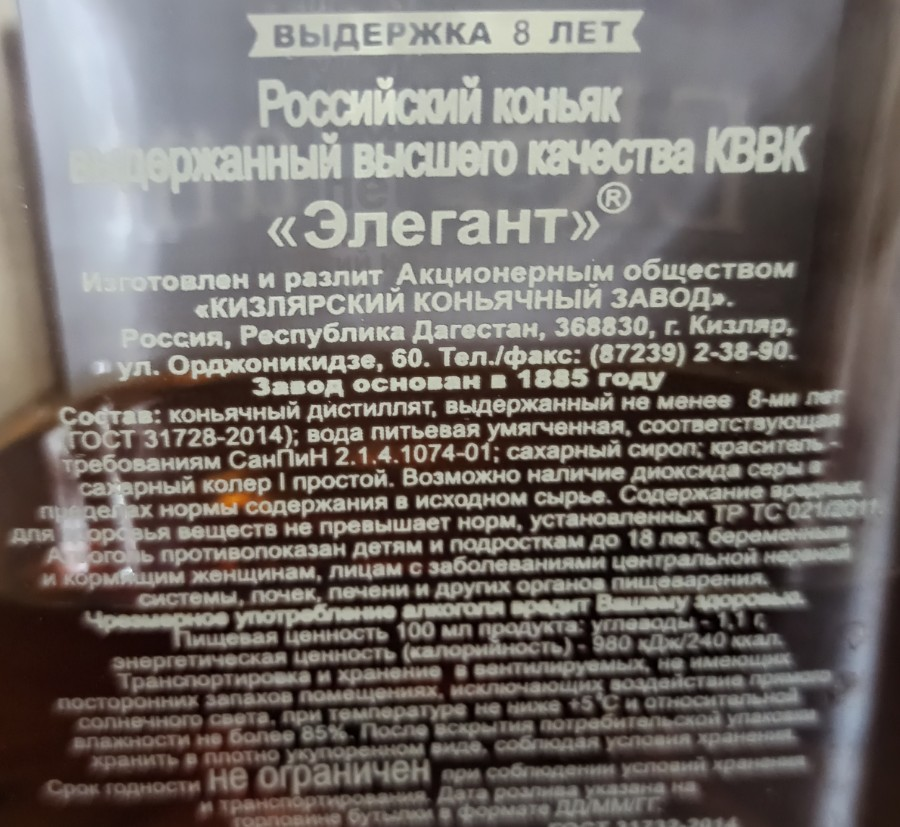 ВЫДЕРЖКА 8 ЛЕТ
Российский коньяк
выдержанный высшего качества КВВК
«Элегант»®
Изготовлен и разлит Акционерным обществом
«КИЗЛЯРСКИЙ КОНЬЯЧНЫЙ ЗАВОД».
Россия, Республика Дагестан, 368830, г. Кизляр,
ул. Орджоникидзе, 60. Тел./факс: (87239) 2-38-90.
Завод основан в 1885 году
Состав: коньячный дистиллят, выдержанный не менее 8-ми лет
(ГОСТ 31728-2014); вода питьевая умягченная, соответствующая
требованиям СанПиН 2.1.4.1074-01; сахарный сироп; краситель -
сахарный колер I простой. Возможно наличие диоксида серы в
пределах нормы содержания в исходном сырье. Содержание вредных
для здоровья веществ не превышает норм, установленных ТР ТС 021/2011.
Алкоголь противопоказан детям и подросткам до 18 лет, беременным
и кормящим женщинам, лицам с заболеваниями центральной нервной
системы, почек, печени и других органов пищеварения.
Чрезмерное употребление алкоголя вредит Вашему здоровью.
Пищевая ценность 100 мл продукта: углеводы - 1,1 г,
энергетическая ценность (калорийность) - 980 кДж/240 ккал.
Транспортировка и хранение в вентилируемых, не имеющих
посторонних запахов помещениях, исключающих воздействие прямого
солнечного света, при температуре не ниже +5°С и относительной
влажности не более 85%. После вскрытия потребительской упаковки
хранить в плотно укупоренном виде, соблюдая условия хранения.
Срок годности не ограничен при соблюдении условий хранения
и транспортирования. Дата розлива указана на
горловине бутылки в формате ДД/ММ/ГГ.
ГОСТ 31732-2014